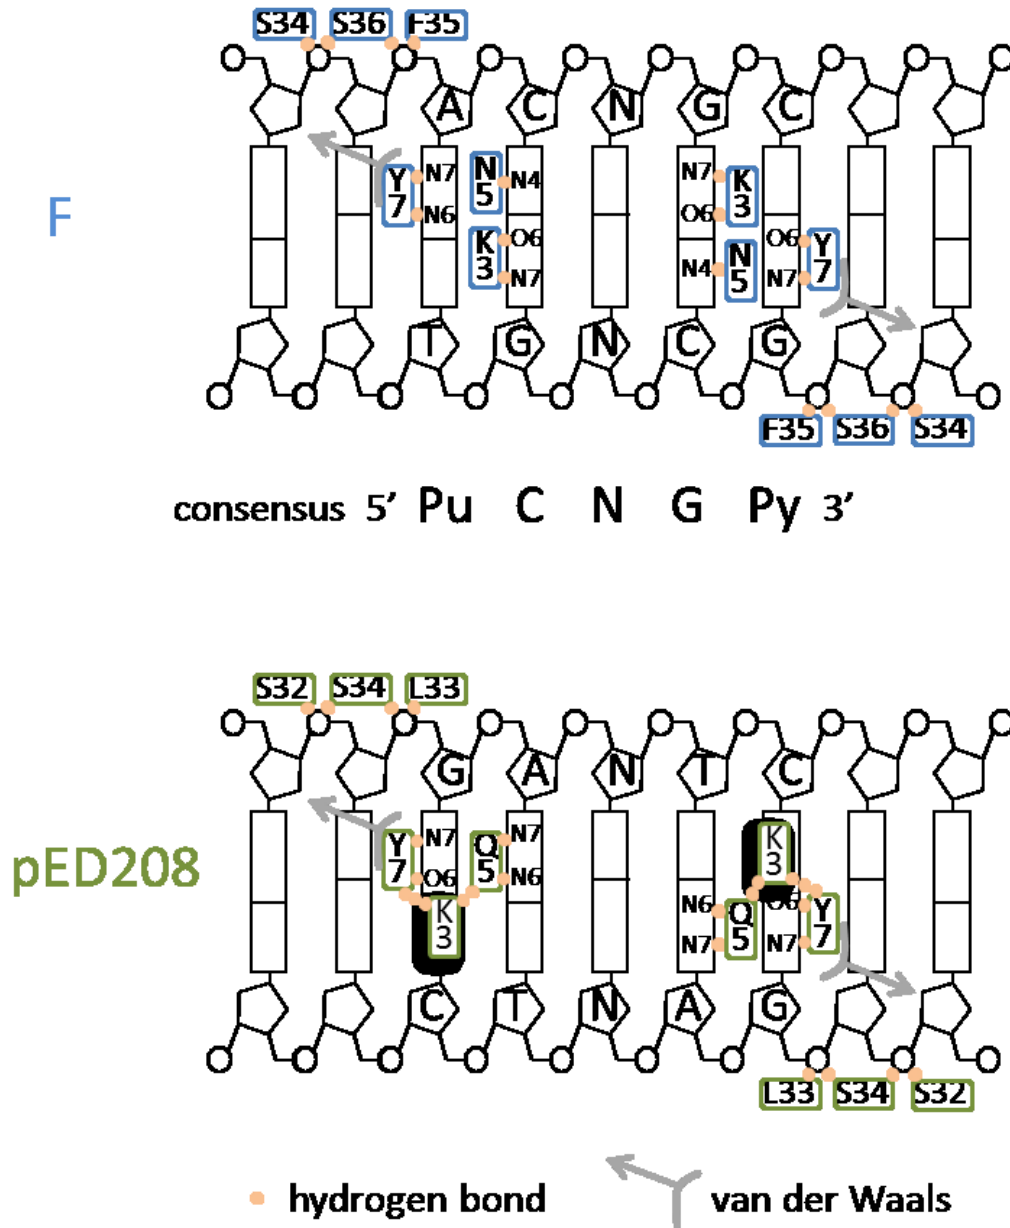 S34 S36 F35
A C N G C
Y7 N7 N5 N4 N7 K3
N6 K3 O6 O6 O6 Y7
N7 N4 N5 N7
F
T G N C G
F35 S36 S34
consensus 5’ Pu C N G Py 3’
S32 S34 L33
G A N T C
Y7 N7 Q5 N7 K3
O6 N6 N6 O6 Y7
K3 N7 Q5 N7
pED208
C T N A G
L33 S34 S32
hydrogen bond van der Waals